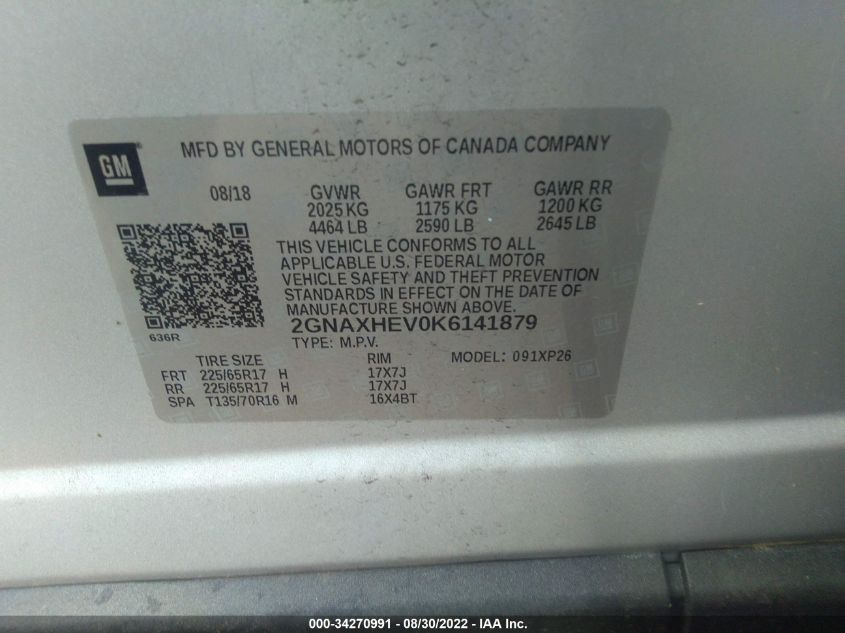 GM
MFD BY GENERAL MOTORS OF CANADA COMPANY
08/18 GVWR GAWR FRT GAWR RR
2025 KG 1175 KG 1200 KG
4464 LB 2590 LB 2645 LB
THIS VEHICLE CONFORMS TO ALL
APPLICABLE U.S. FEDERAL MOTOR
VEHICLE SAFETY AND THEFT PREVENTION
STANDARDS IN EFFECT ON THE DATE OF
MANUFACTURE SHOWN ABOVE.
636R
2GNAXHEV0K6141879
TYPE: M.P.V. MODEL: 091XP26
TIRE SIZE RIM
FRT 225/65R17 H 17X7J
RR 225/65R17 H 17X7J
SPA T135/70R16 M 16X4BT
000-34270991 - 08/30/2022 - IAA Inc.